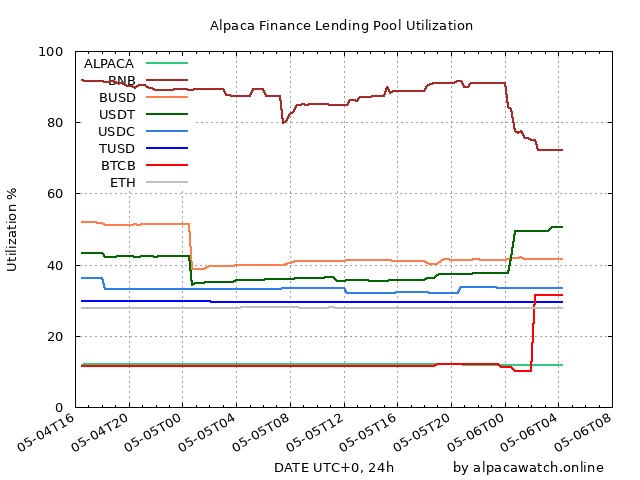 Alpaca Finance Lending Pool Utilization
100
80
60
40
20
0
Utilization %
ALPACA
BNB
BUSD
USDT
USDC
TUSD
BTCB
ETH
05-04T16
05-04T20
05-05T00
05-05T04
05-05T08
05-05T12
05-05T16
05-05T20
05-06T00
05-06T04
05-06T08
DATE UTC+0, 24h
by alpacawatch.online